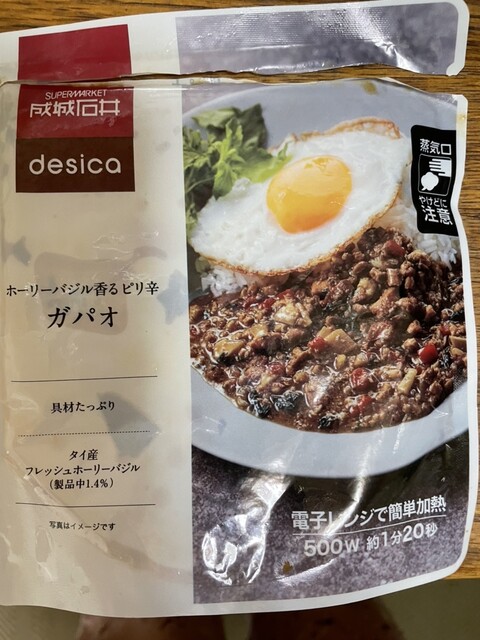 SUPERMARKET
成城石井
desica
蒸気口
やけどに
注意
ホーリーバジル香るピリ辛
ガパオ
具材たっぷり
タイ産
フレッシュホーリーバジル
(製品中1.4%)
写真はイメージです
電子レンジで簡単加熱
500W 約1分20秒